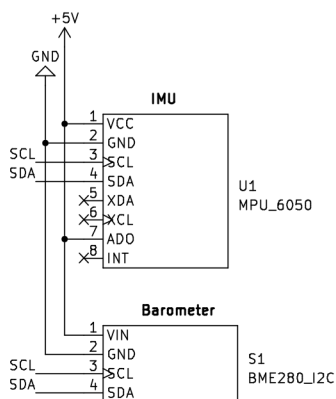 +5V
GND
IMU
1 VCC
2 GND
SCL 3 SCL
SDA 4 SDA
5 XDA
6 XCL
7 ADO
8 INT
U1
MPU_6050
Barometer
1 VIN
2 GND
SCL 3 SCL
SDA 4 SDA
S1
BME280_I2C